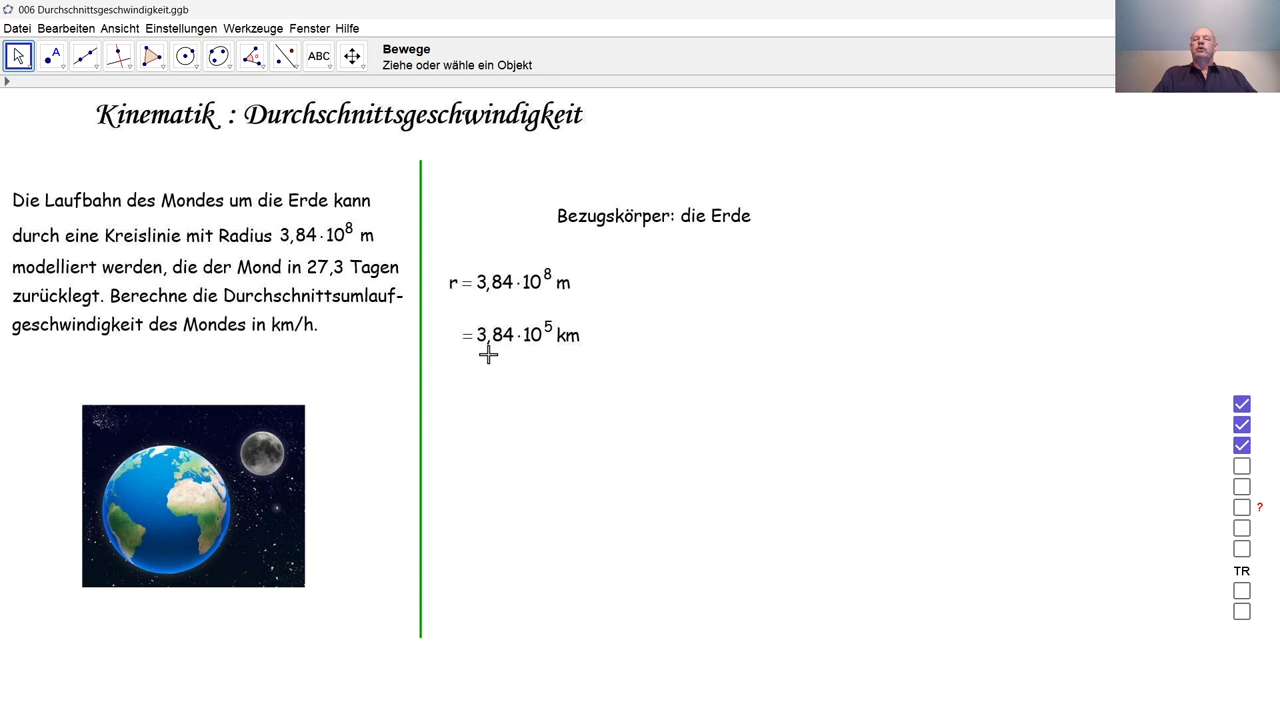 006 Durchschnittsgeschwindigkeit.ggb
Datei Bearbeiten Ansicht Einstellungen Werkzeuge Fenster Hilfe
A
ABC
Bewege
Ziehe oder wähle ein Objekt
Kinematik : Durchschnittsgeschwindigkeit
Die Laufbahn des Mondes um die Erde kann
durch eine Kreislinie mit Radius 3,84 · 10⁸ m
modelliert werden, die der Mond in 27,3 Tagen
zurücklegt. Berechne die Durchschnittsumlauf-
geschwindigkeit des Mondes in km/h.
Bezugskörper: die Erde
r = 3,84 · 10⁸ m
= 3,84 · 10⁵ km
?
TR